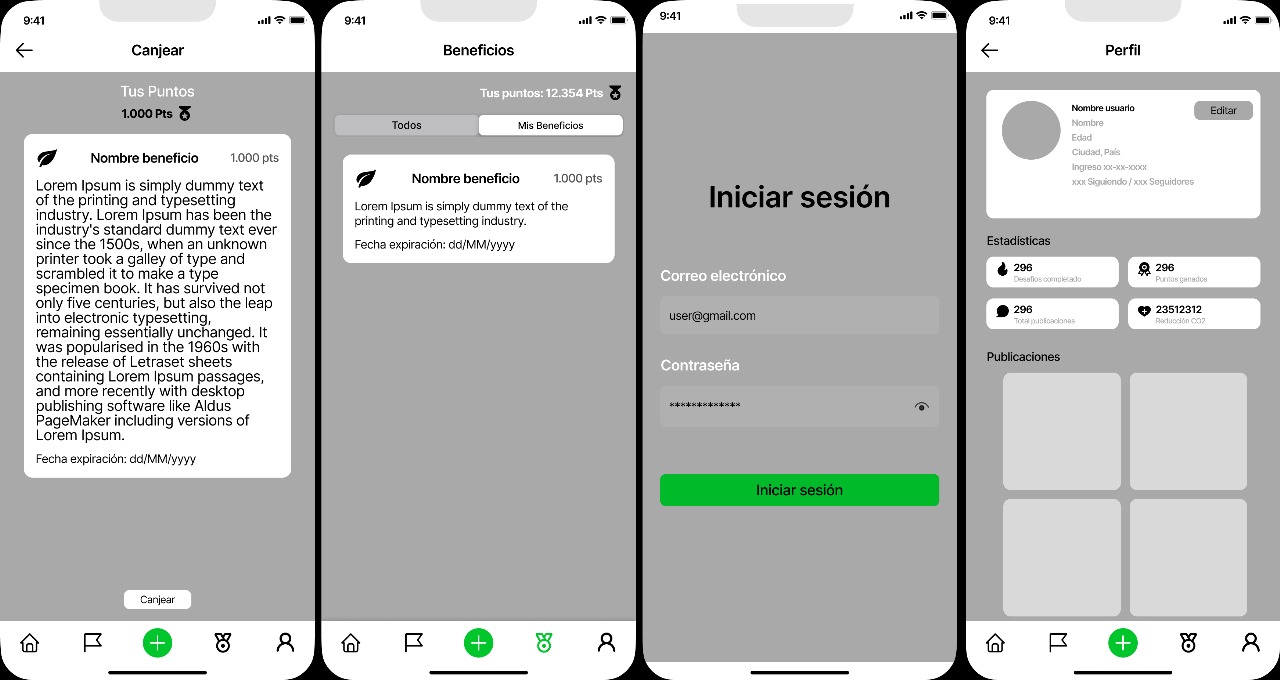 9:41
Canjear
Tus Puntos
1.000 Pts
Nombre beneficio
1.000 pts
Lorem Ipsum is simply dummy text
of the printing and typesetting
industry. Lorem Ipsum has been the
industry's standard dummy text ever
since the 1500s, when an unknown
printer took a galley of type and
scrambled it to make a type
specimen book. It has survived not
only five centuries, but also the leap
into electronic typesetting,
remaining essentially unchanged. It
was popularised in the 1960s with
the release of Letraset sheets
containing Lorem Ipsum passages,
and more recently with desktop
publishing software like Aldus
PageMaker including versions of
Lorem Ipsum.
Fecha expiración: dd/MM/yyyy
Canjear
9:41
Beneficios
Tus puntos: 12.354 Pts
Todos
Mis Beneficios
Nombre beneficio
1.000 pts
Lorem Ipsum is simply dummy text of the
printing and typesetting industry.
Fecha expiración: dd/MM/yyyy
9:41
Iniciar sesión
Correo electrónico
user@gmail.com
Contraseña
*************
Iniciar sesión
9:41
Perfil
Nombre usuario
Editar
Nombre
Edad
Ciudad, País
Ingreso xx-xx-xxxx
xxx Siguiendo / xxx Seguidores
Estadísticas
296
Desafíos completado
296
Puntos ganados
296
Total publicaciones
23512312
Reducción CO2
Publicaciones